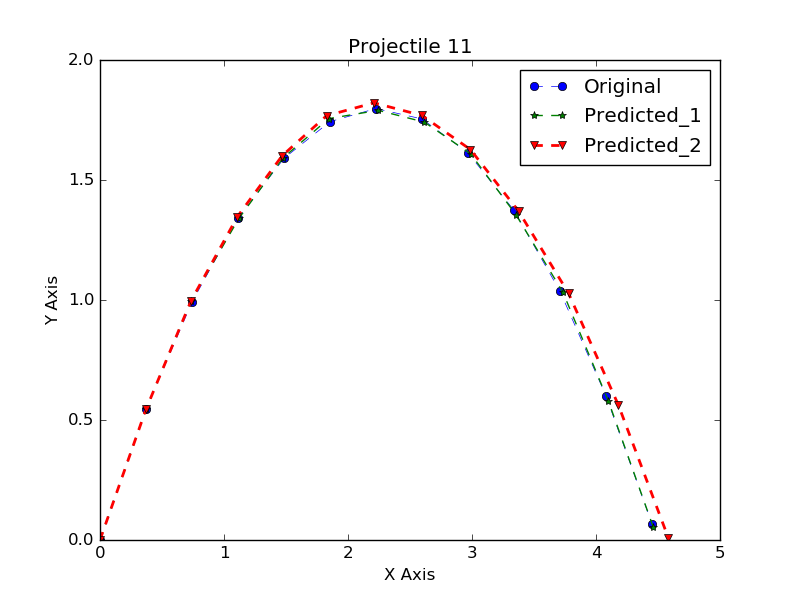 Projectile 11
2.0
Original
Predicted_1
Predicted_2
1.5
Y Axis
1.0
0.5
0.0
0 1 2 3 4 5
X Axis